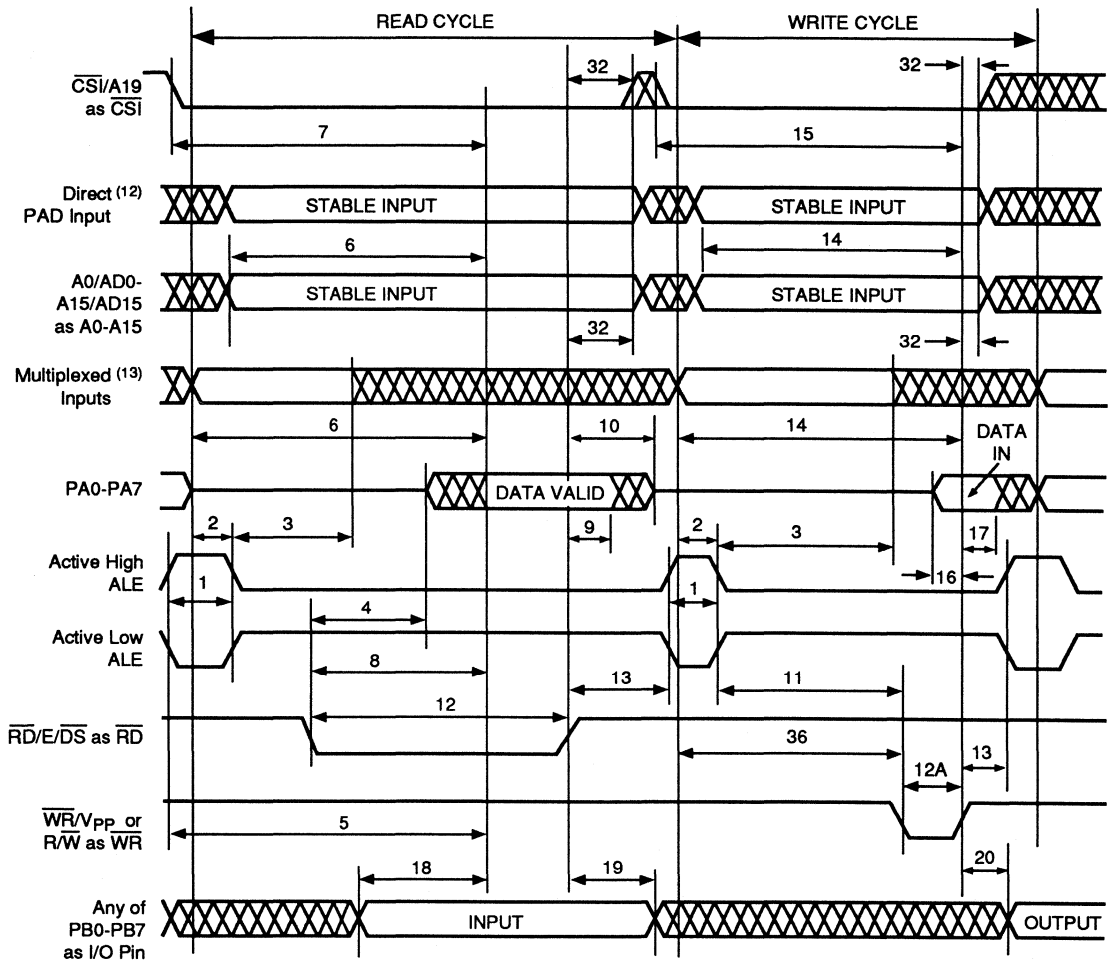 READ CYCLE
WRITE CYCLE
CSI/A19
as CSI
32
32
7
15
Direct (12)
PAD Input
STABLE INPUT
STABLE INPUT
6
14
A0/AD0-
A15/AD15
as A0-A15
STABLE INPUT
STABLE INPUT
32
32
Multiplexed (13)
Inputs
6
10
14
DATA
IN
PA0-PA7
DATA VALID
2
3
9
2
3
17
Active High
ALE
1
1
16
4
Active Low
ALE
8
13
11
12
RD/E/DS as RD
36
12A
13
WR/VPP or
R/W as WR
5
18
19
20
Any of
PB0-PB7
as I/O Pin
INPUT
OUTPUT